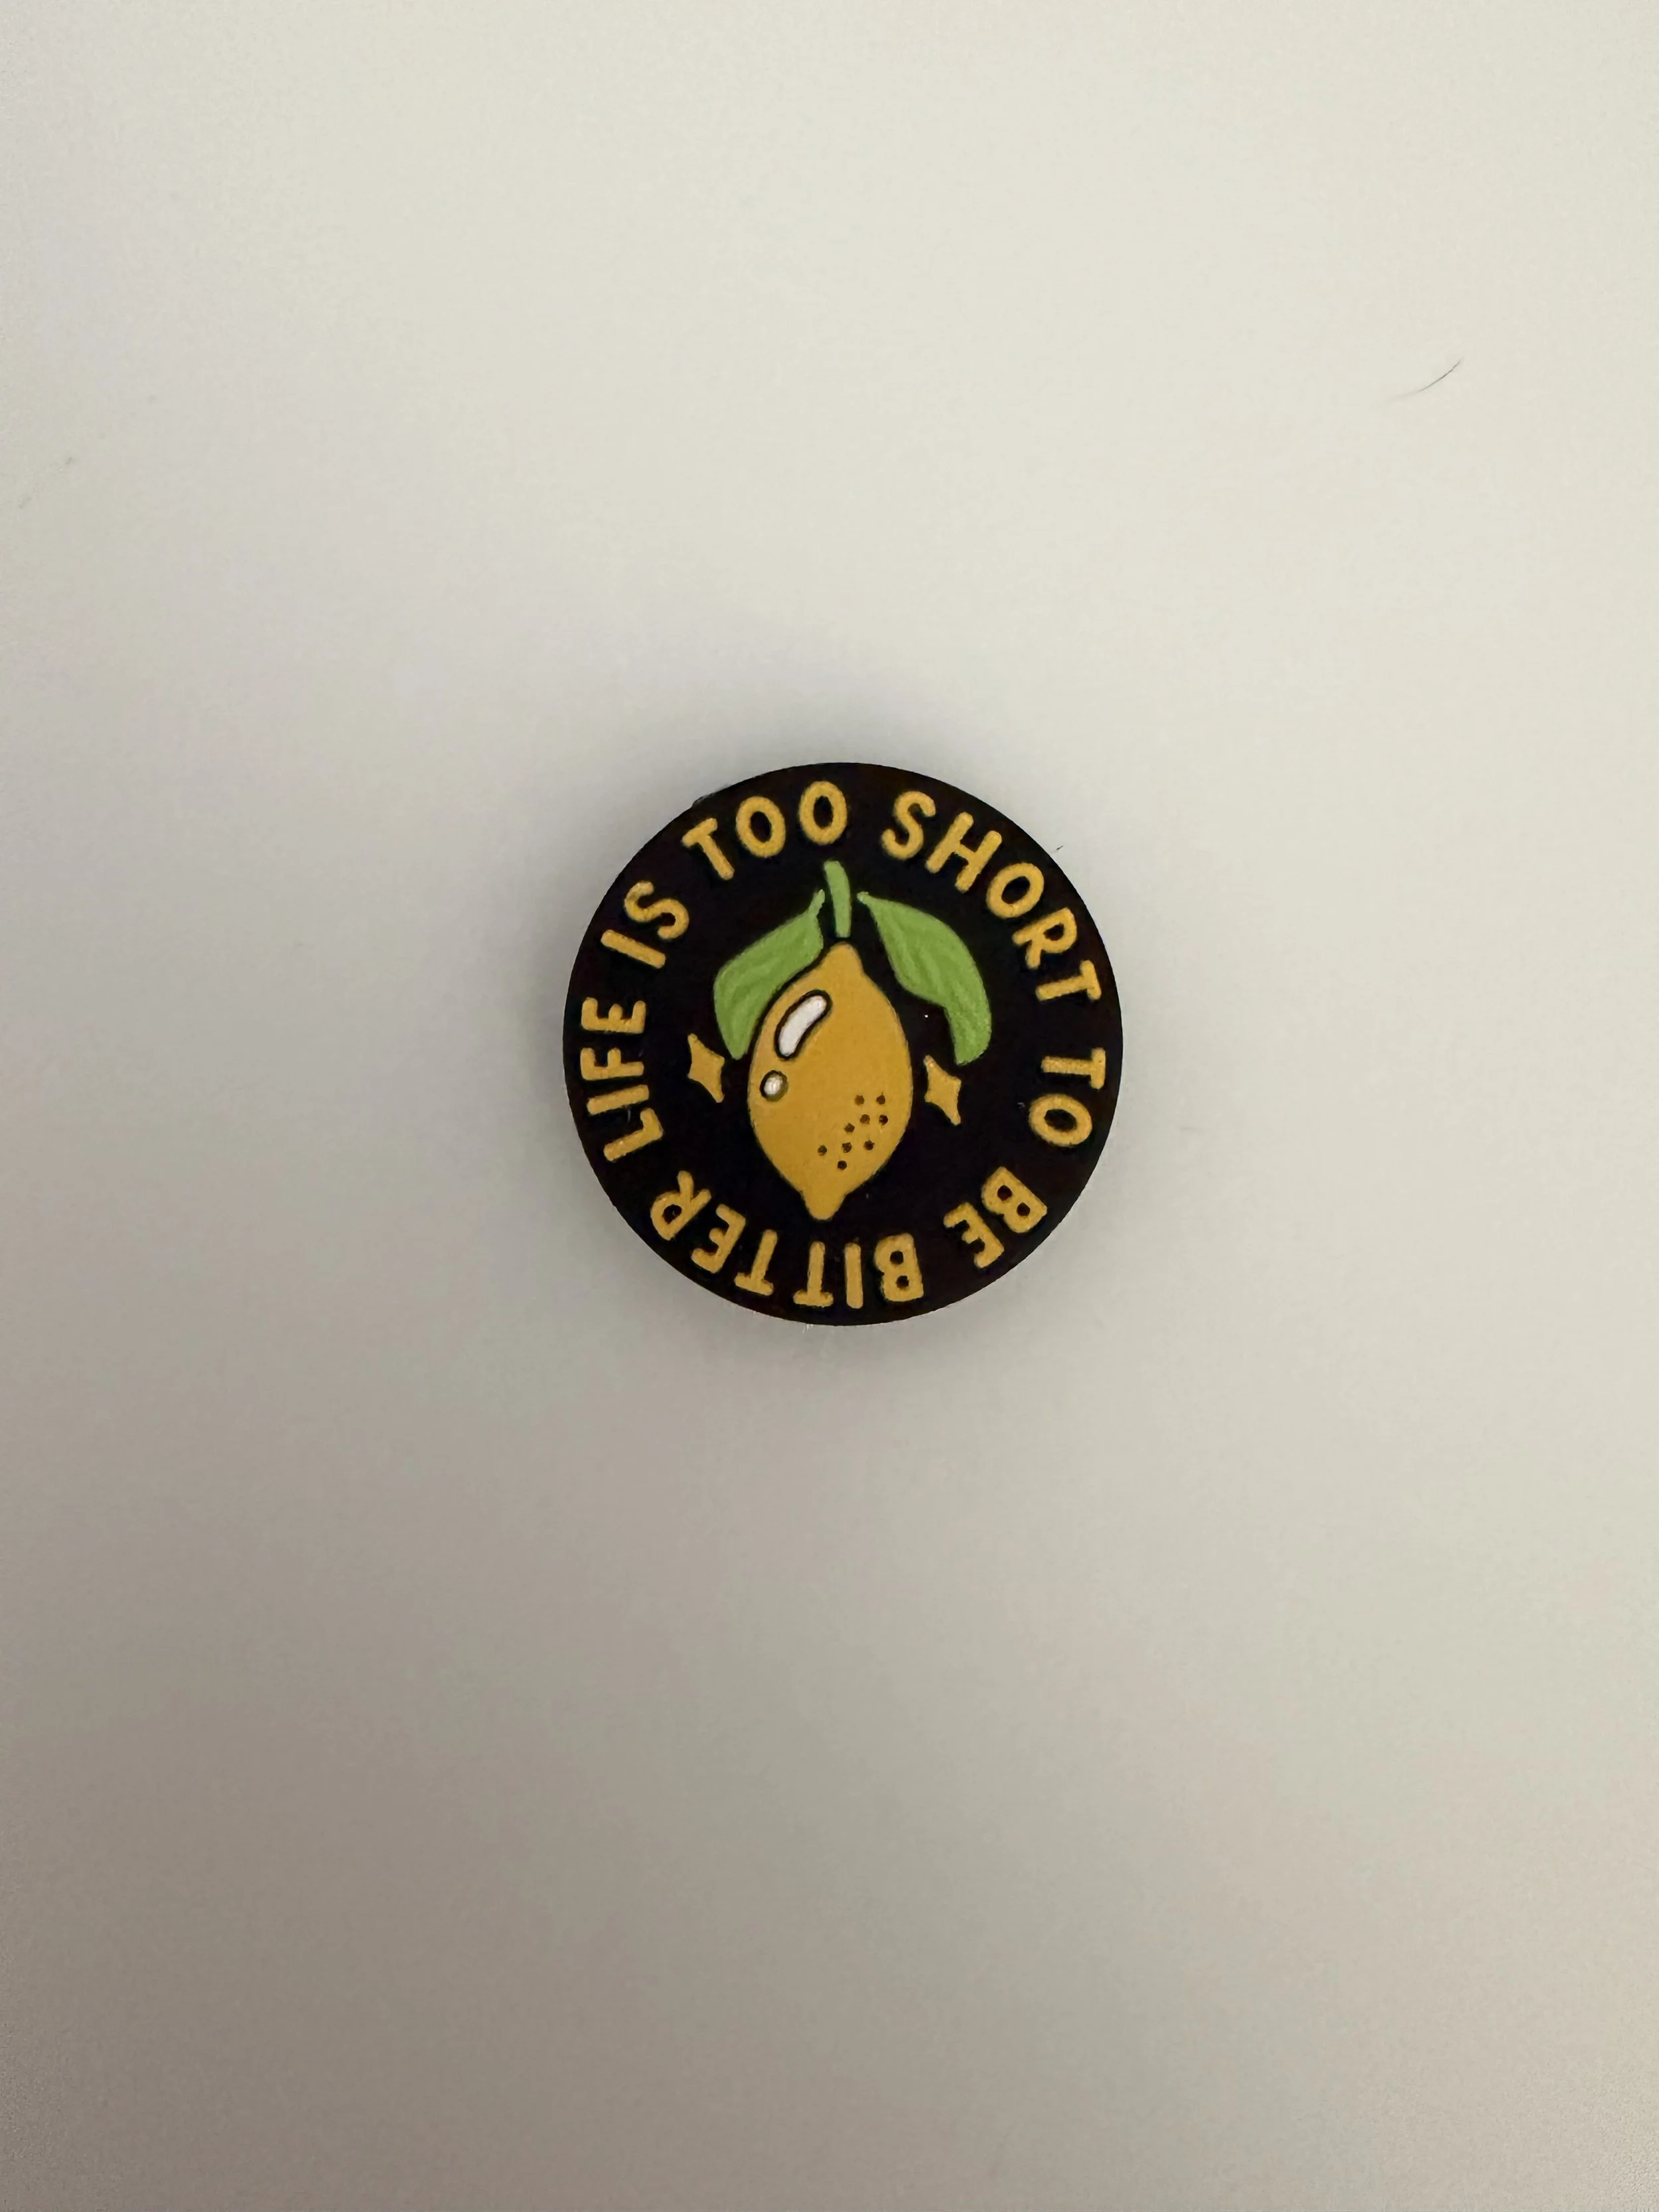 LIFE IS TOO SHORT TO BE BITTER